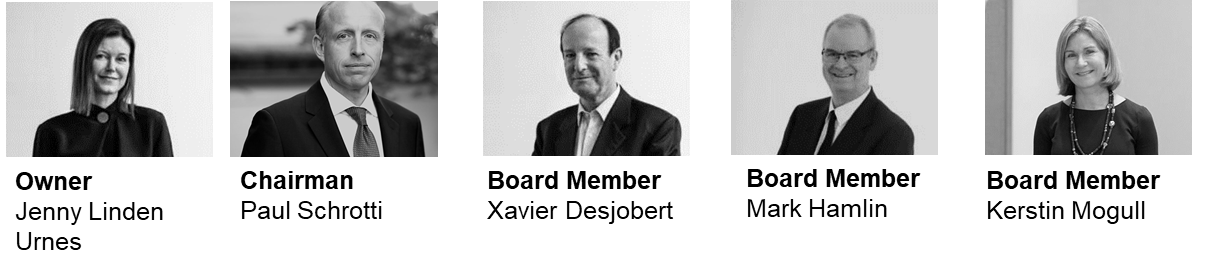 Owner
Jenny Linden
Urnes
Chairman
Paul Schrotti
Board Member
Xavier Desjobert
Board Member
Mark Hamlin
Board Member
Kerstin Mogull